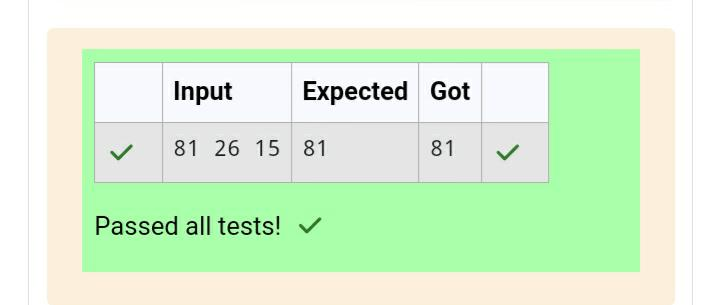 Input Expected Got
81 26 15 81 81
Passed all tests!